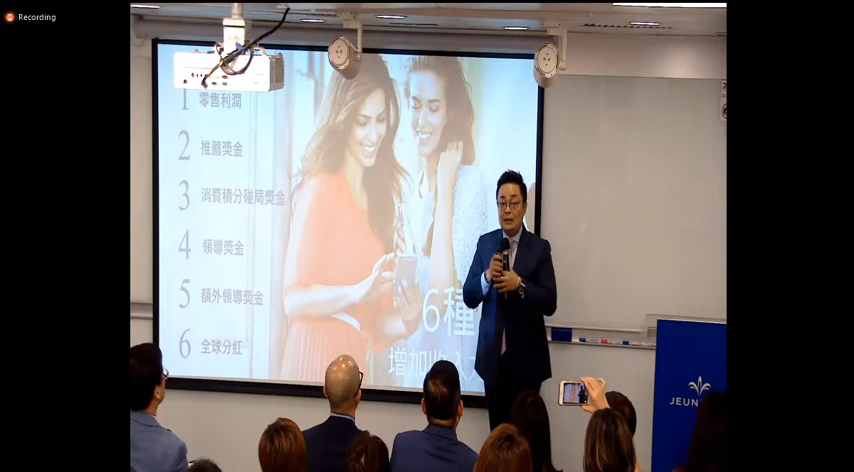 Recording
1 零售利潤
2 推薦獎金
3 消費積分碰局獎金
4 領導獎金
5 額外領導獎金
6 全球分紅
6種
增加收入
JEUN